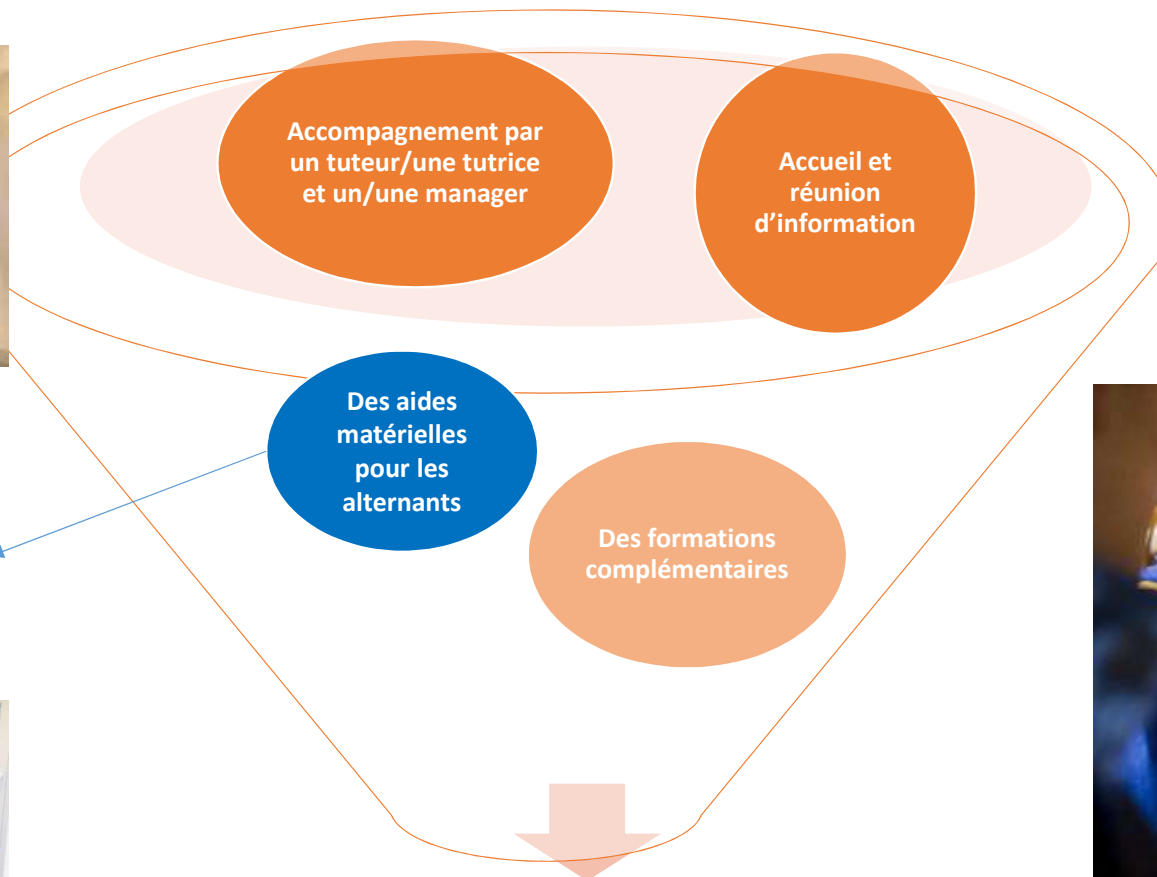 Accompagnement par
un tuteur/une tutrice
et un/une manager
Accueil et
réunion
d’information
Des aides
matérielles
pour les
alternants
Des formations
complémentaires